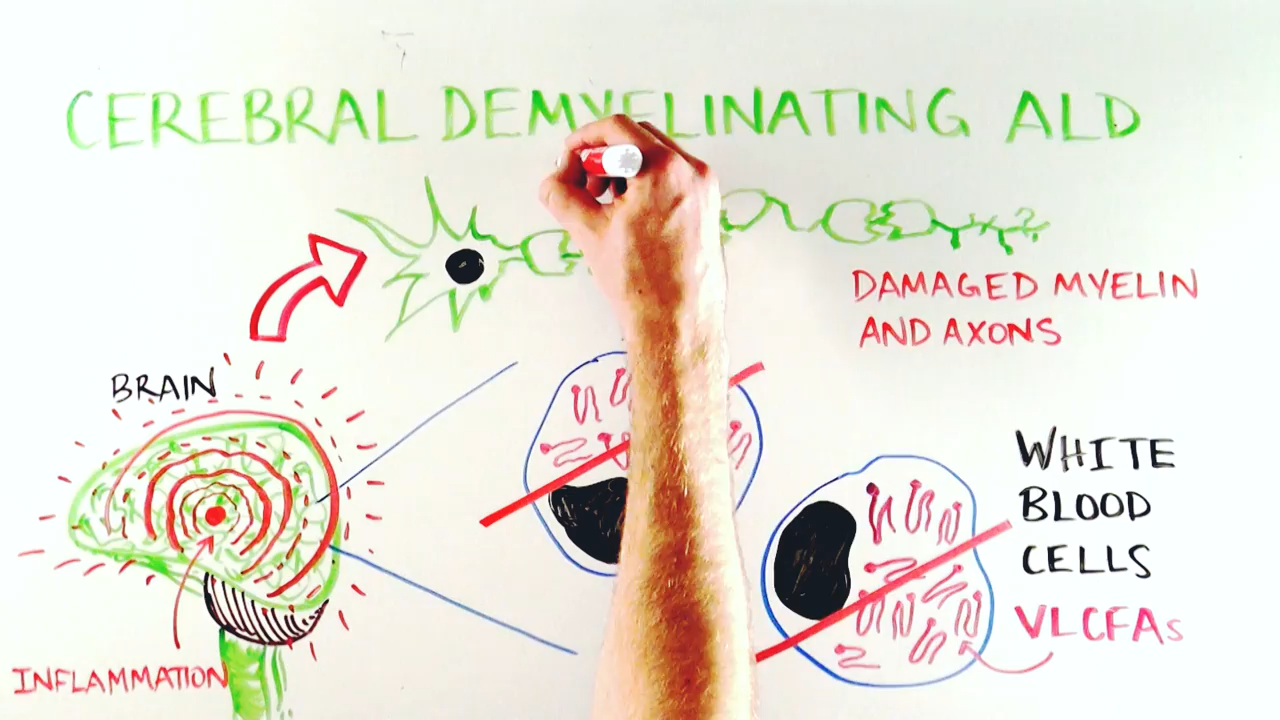 CEREBRAL DEMYELINATING ALD
DAMAGED MYELIN
AND AXONS
BRAIN
WHITE
BLOOD
CELLS
VLCFAs
INFLAMMATION